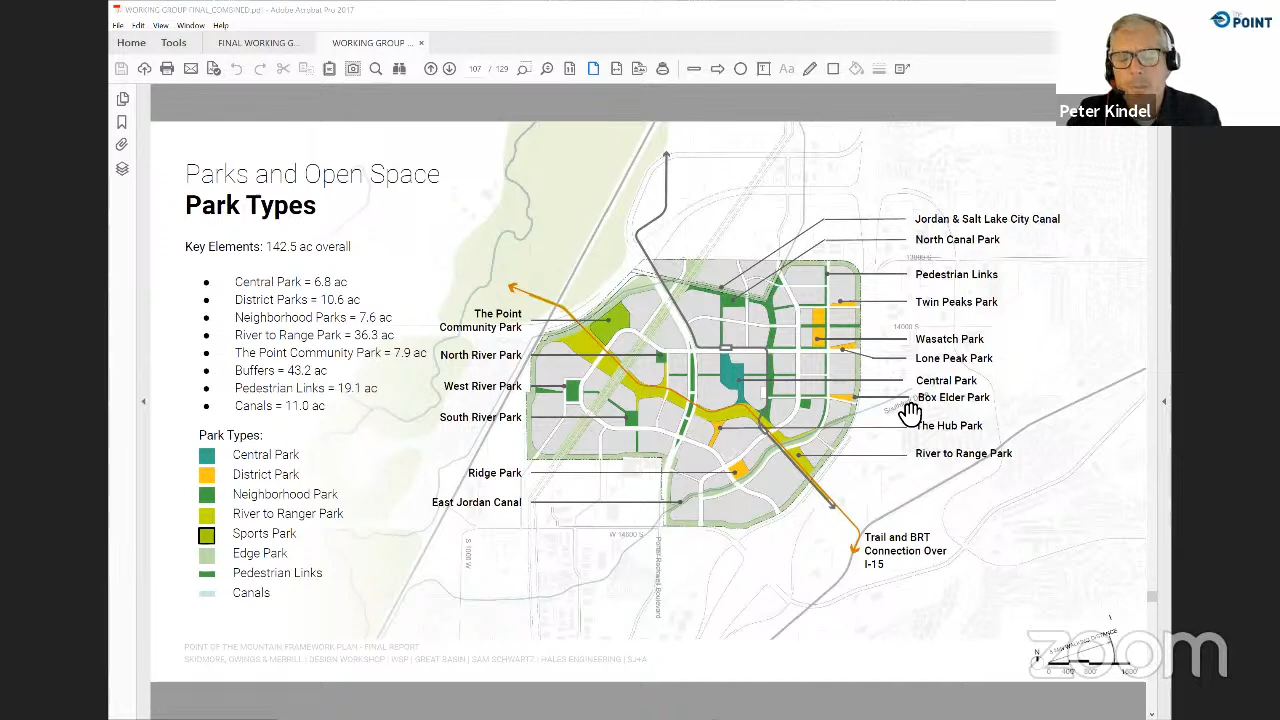 WORKING GROUP FINAL_COMBINED.pdf - Adobe Acrobat Pro 2017
File Edit View Window Help
Home Tools FINAL WORKING G... WORKING GROUP ... ×
107 / 129
The
POINT
Peter Kindel
Parks and Open Space
Park Types
Key Elements: 142.5 ac overall
• Central Park = 6.8 ac
• District Parks = 10.6 ac
• Neighborhood Parks = 7.6 ac
• River to Range Park = 36.3 ac
• The Point Community Park = 7.9 ac
• Buffers = 43.2 ac
• Pedestrian Links = 19.1 ac
• Canals = 11.0 ac
Park Types:
Central Park
District Park
Neighborhood Park
River to Ranger Park
Sports Park
Edge Park
Pedestrian Links
Canals
The Point
Community Park
North River Park
West River Park
South River Park
Ridge Park
East Jordan Canal
Jordan & Salt Lake City Canal
North Canal Park
Pedestrian Links
Twin Peaks Park
14000 S
Wasatch Park
Lone Peak Park
Central Park
Box Elder Park
The Hub Park
River to Range Park
Trail and BRT
Connection Over
I-15
S 1000 W
POINT OF THE MOUNTAIN FRAMEWORK PLAN - FINAL REPORT
SKIDMORE, OWINGS & MERRILL | DESIGN WORKSHOP | WSP | GREAT BASIN | SAM SCHWARTZ | HALES ENGINEERING | SJ+A
N
0 400' 800' 1600'
zoom